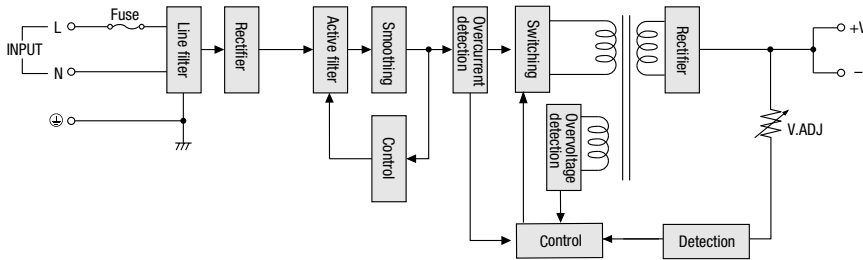 INPUT
L
Fuse
N
Line filter
Rectifier
Active filter
Smoothing
Control
Overcurrent
detection
Switching
Overvoltage
detection
Rectifier
+V
−
V.ADJ
Control
Detection